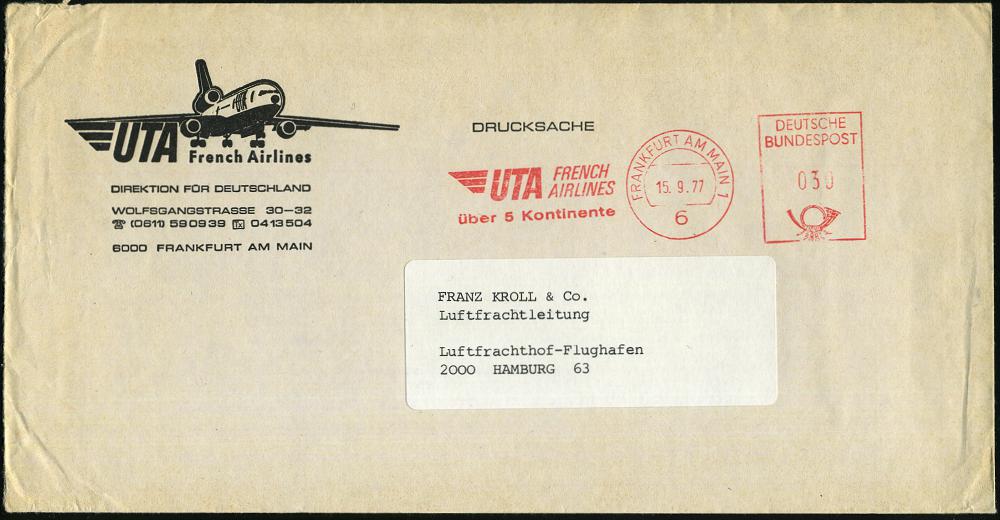 UTA
French Airlines
DIREKTION FÜR DEUTSCHLAND
WOLFSGANGSTRASSE 30–32
☎ (0611) 590939 tx 0413504
6000 FRANKFURT AM MAIN
DRUCKSACHE
UTA FRENCH
AIRLINES
über 5 Kontinente
FRANKFURT AM MAIN 1
15.9.77
6
DEUTSCHE
BUNDESPOST
030
FRANZ KROLL & Co.
Luftfrachtleitung
Luftfrachthof-Flughafen
2000 HAMBURG 63